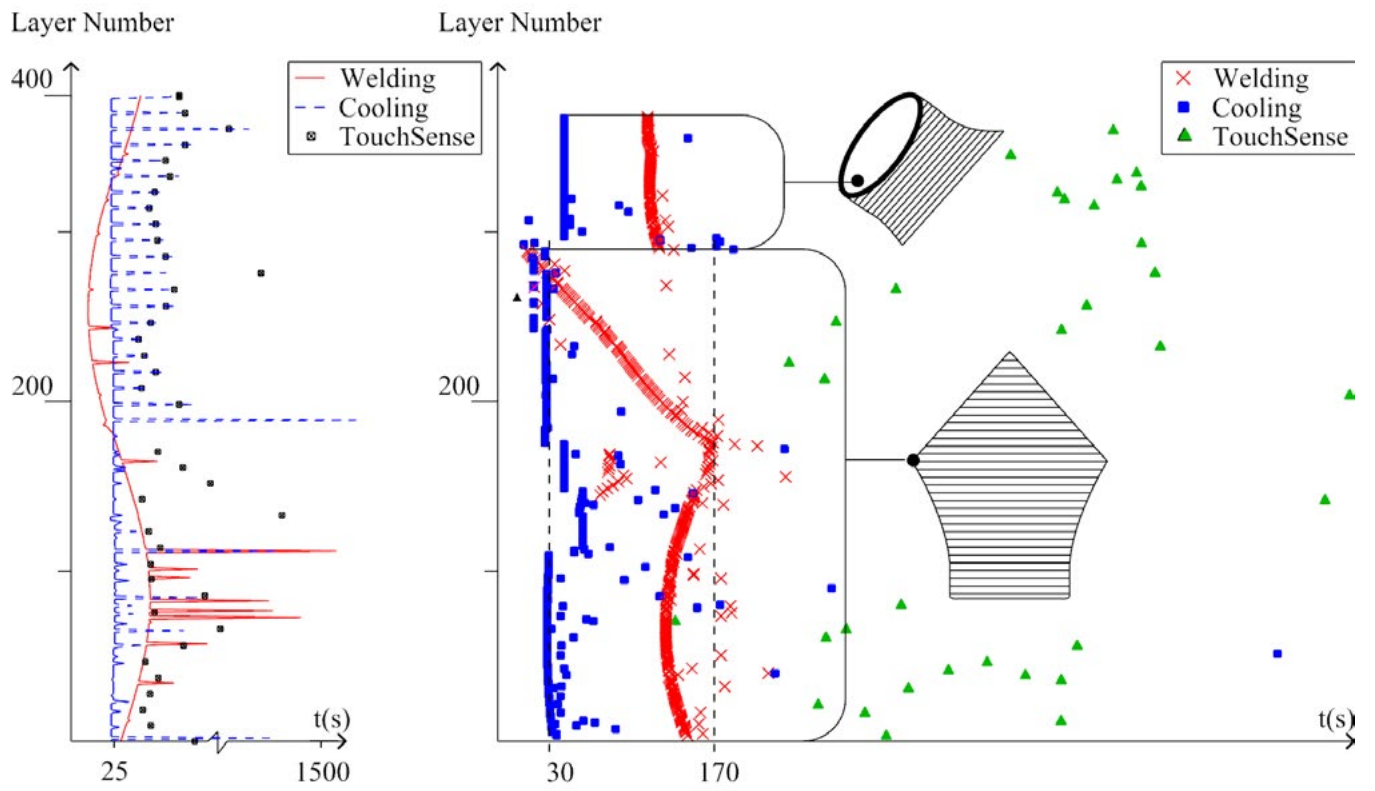 Layer Number
400
200
Welding
Cooling
TouchSense
t(s)
25
1500
Layer Number
200
Welding
Cooling
TouchSense
t(s)
30
170